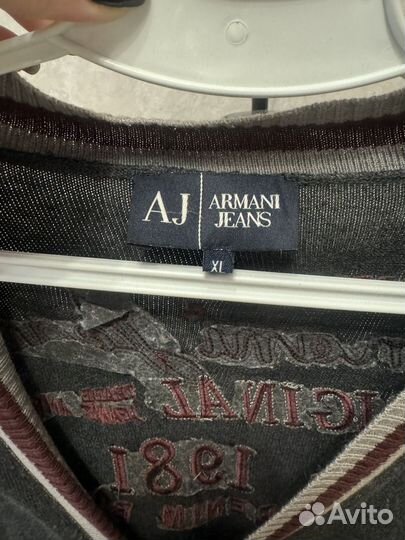 AJ
ARMANI
JEANS
XL
ORIGINAL
1981
Avito